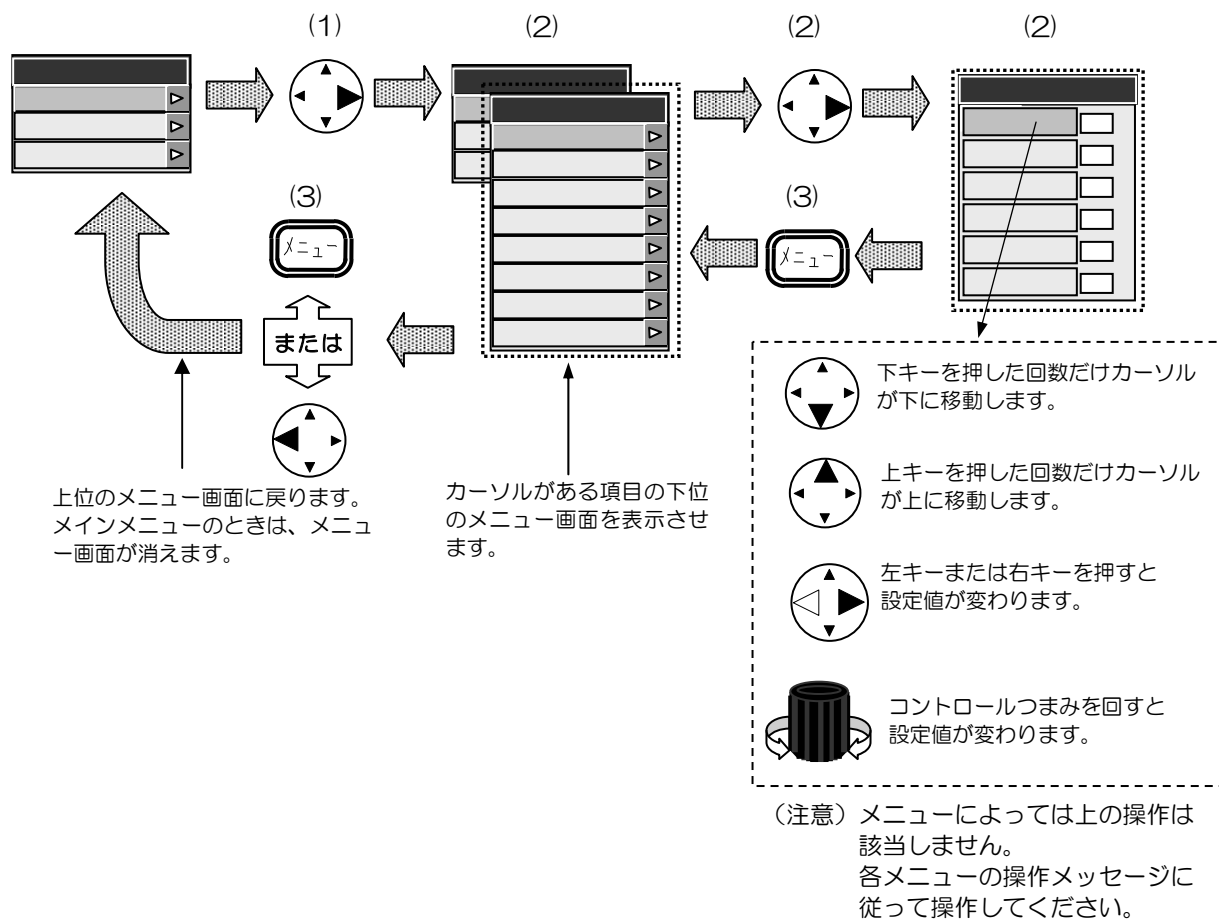 (1)
(2)
(2)
(2)
(3)
メニュー
(3)
メニュー
または
上位のメニュー画面に戻ります。
メインメニューのときは、メニュ
ー画面が消えます。
カーソルがある項目の下位
のメニュー画面を表示させ
ます。
下キーを押した回数だけカーソル
が下に移動します。
上キーを押した回数だけカーソル
が上に移動します。
左キーまたは右キーを押すと
設定値が変わります。
コントロールつまみを回すと
設定値が変わります。
（注意）メニューによっては上の操作は
該当しません。
各メニューの操作メッセージに
従って操作してください。